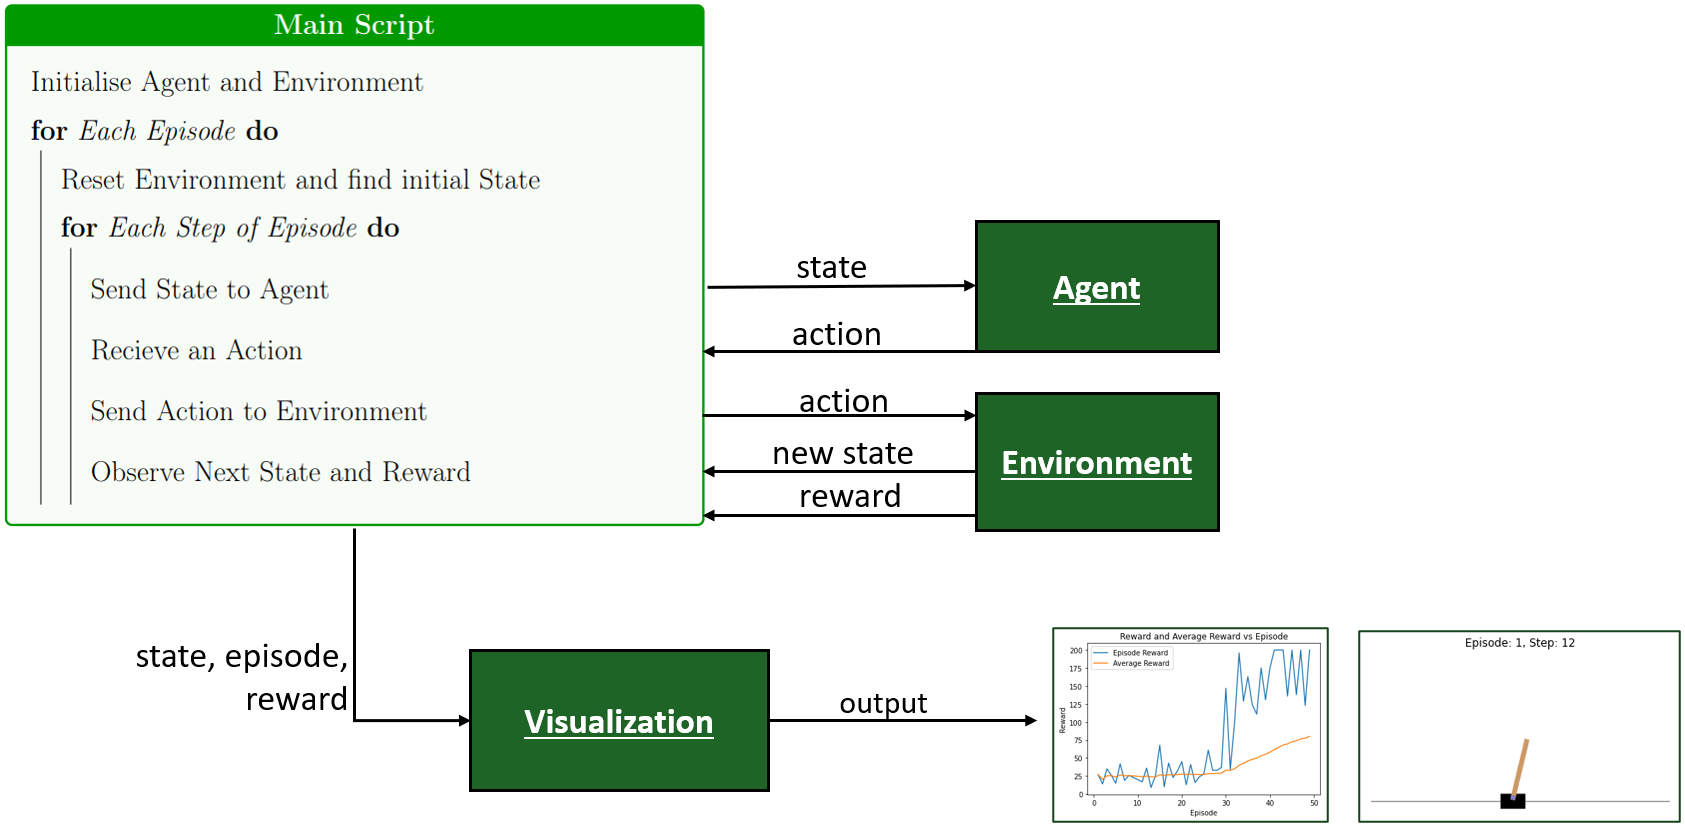 Main Script
Initialise Agent and Environment
for Each Episode do
Reset Environment and find initial State
for Each Step of Episode do
Send State to Agent
Recieve an Action
Send Action to Environment
Observe Next State and Reward
state
Agent
action
action
Environment
new state
reward
state, episode,
reward
Visualization
output
Reward and Average Reward vs Episode
Episode Reward
Average Reward
200
175
150
125
100
75
50
25
0
Reward
0 10 20 30 40 50
Episode
Episode: 1, Step: 12